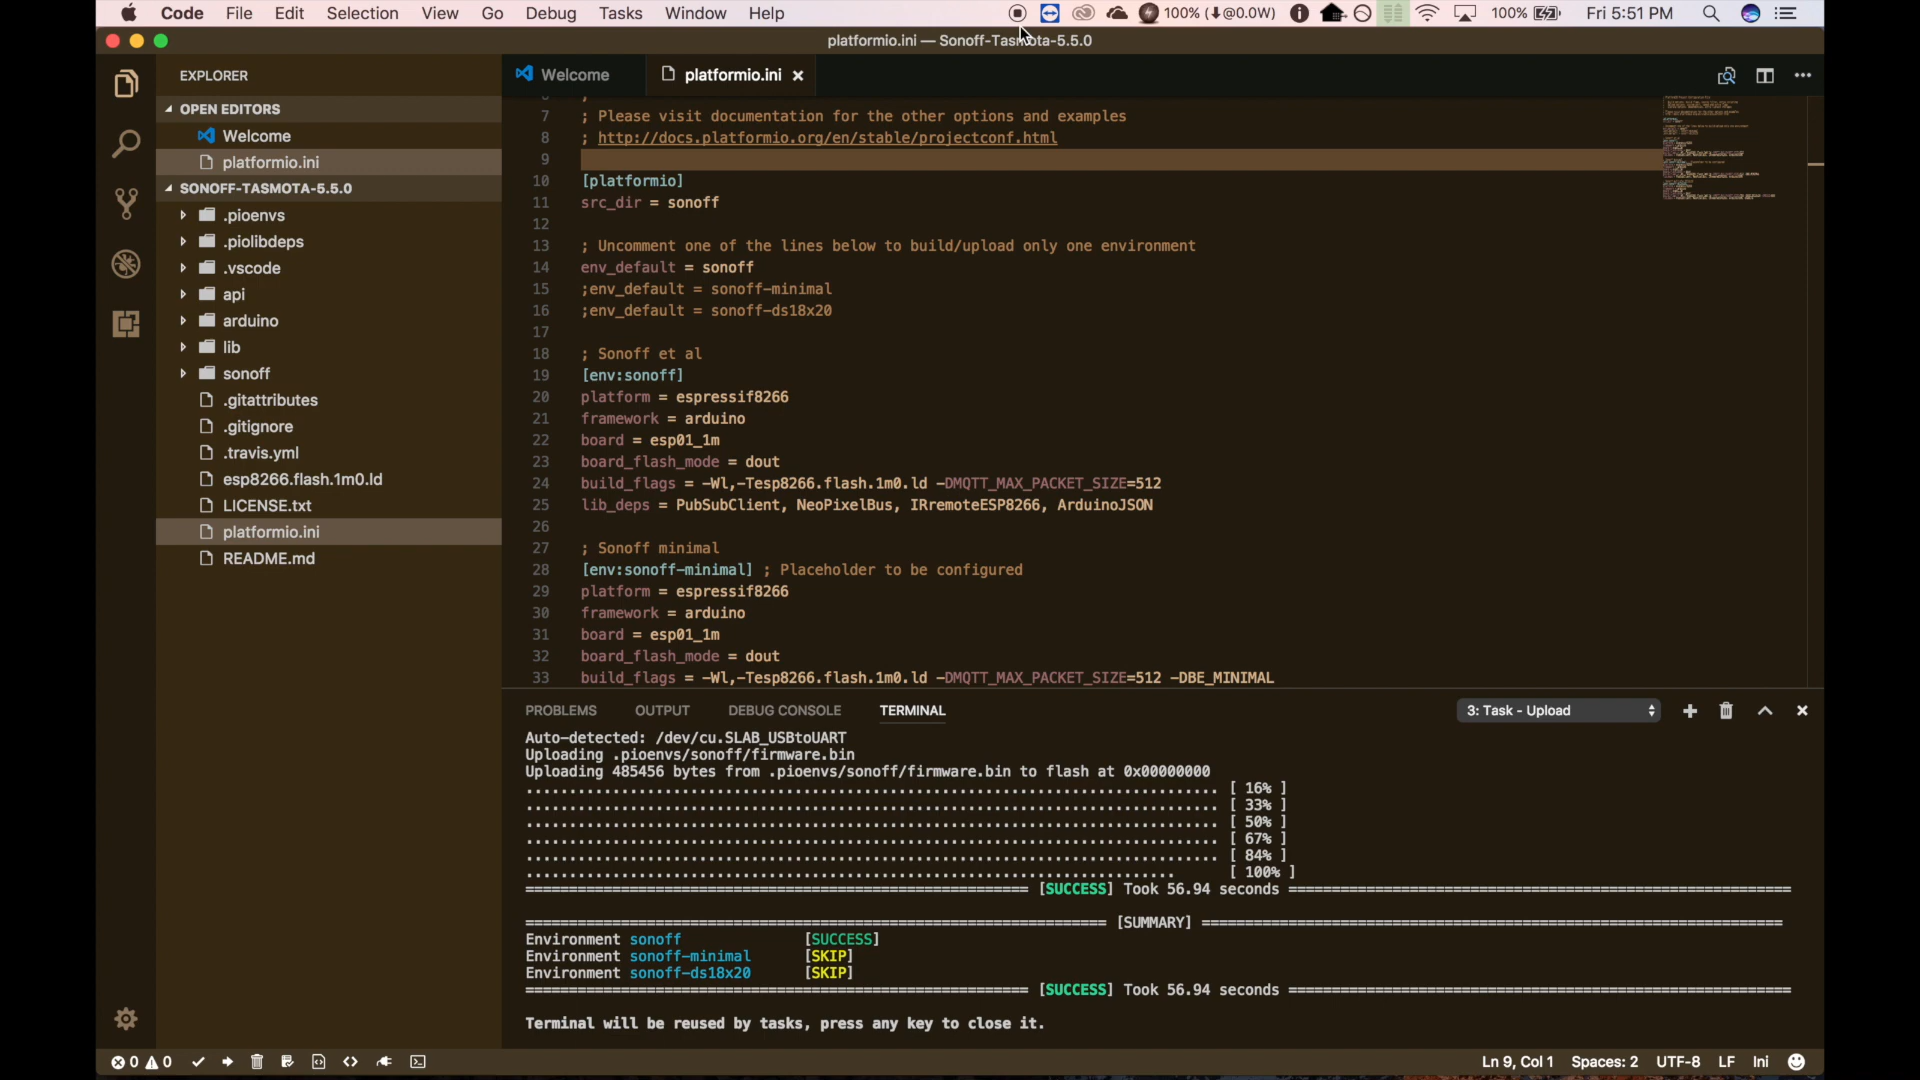 Code File Edit Selection View Go Debug Tasks Window Help 100% (⬇@0.0W) 100% Fri 5:51 PM
platformio.ini — Sonoff-Tasmota-5.5.0
EXPLORER
OPEN EDITORS
Welcome
platformio.ini
SONOFF-TASMOTA-5.5.0
.pioenvs
.piolibdeps
.vscode
api
arduino
lib
sonoff
.gitattributes
.gitignore
.travis.yml
esp8266.flash.1m0.ld
LICENSE.txt
platformio.ini
README.md
Welcome platformio.ini
7 ; Please visit documentation for the other options and examples
8 ; http://docs.platformio.org/en/stable/projectconf.html
9
10 [platformio]
11 src_dir = sonoff
12
13 ; Uncomment one of the lines below to build/upload only one environment
14 env_default = sonoff
15 ;env_default = sonoff-minimal
16 ;env_default = sonoff-ds18x20
17
18 ; Sonoff et al
19 [env:sonoff]
20 platform = espressif8266
21 framework = arduino
22 board = esp01_1m
23 board_flash_mode = dout
24 build_flags = -Wl,-Tesp8266.flash.1m0.ld -DMQTT_MAX_PACKET_SIZE=512
25 lib_deps = PubSubClient, NeoPixelBus, IRremoteESP8266, ArduinoJSON
26
27 ; Sonoff minimal
28 [env:sonoff-minimal] ; Placeholder to be configured
29 platform = espressif8266
30 framework = arduino
31 board = esp01_1m
32 board_flash_mode = dout
33 build_flags = -Wl,-Tesp8266.flash.1m0.ld -DMQTT_MAX_PACKET_SIZE=512 -DBE_MINIMAL
PROBLEMS OUTPUT DEBUG CONSOLE TERMINAL 3: Task - Upload
Auto-detected: /dev/cu.SLAB_USBtoUART
Uploading .pioenvs/sonoff/firmware.bin
Uploading 485456 bytes from .pioenvs/sonoff/firmware.bin to flash at 0x00000000
................................................................................ [ 16% ]
................................................................................ [ 33% ]
................................................................................ [ 50% ]
................................................................................ [ 67% ]
................................................................................ [ 84% ]
........................................................................... [ 100% ]
========================================================== [SUCCESS] Took 56.94 seconds ==========================================================
=================================================================== [SUMMARY] ===================================================================
Environment sonoff [SUCCESS]
Environment sonoff-minimal [SKIP]
Environment sonoff-ds18x20 [SKIP]
========================================================== [SUCCESS] Took 56.94 seconds ==========================================================
Terminal will be reused by tasks, press any key to close it.
0 0 Ln 9, Col 1 Spaces: 2 UTF-8 LF Ini